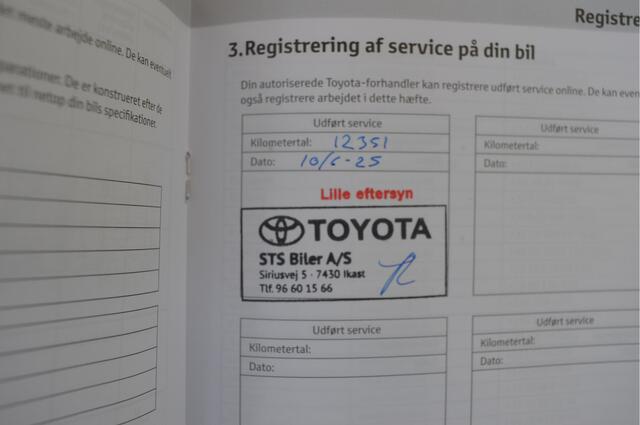 mindste arbejde online. De kan eventuelt
De er konstrueret efter de
til netop din bils specifikationer.
Registre
3.Registrering af service på din bil
Din autoriserede Toyota-forhandler kan registrere udført service online. De kan even
også registrere arbejdet i dette hæfte.
Udført service
Kilometertal: 12351
Dato: 10/6-25
Lille eftersyn
TOYOTA
STS Biler A/S
Siriusvej 5 · 7430 Ikast
Tlf. 96 60 15 66
Udført service
Kilometertal:
Dato:
Udført service
Kilometertal:
Dato:
Udført service
Kilometertal:
Dato: